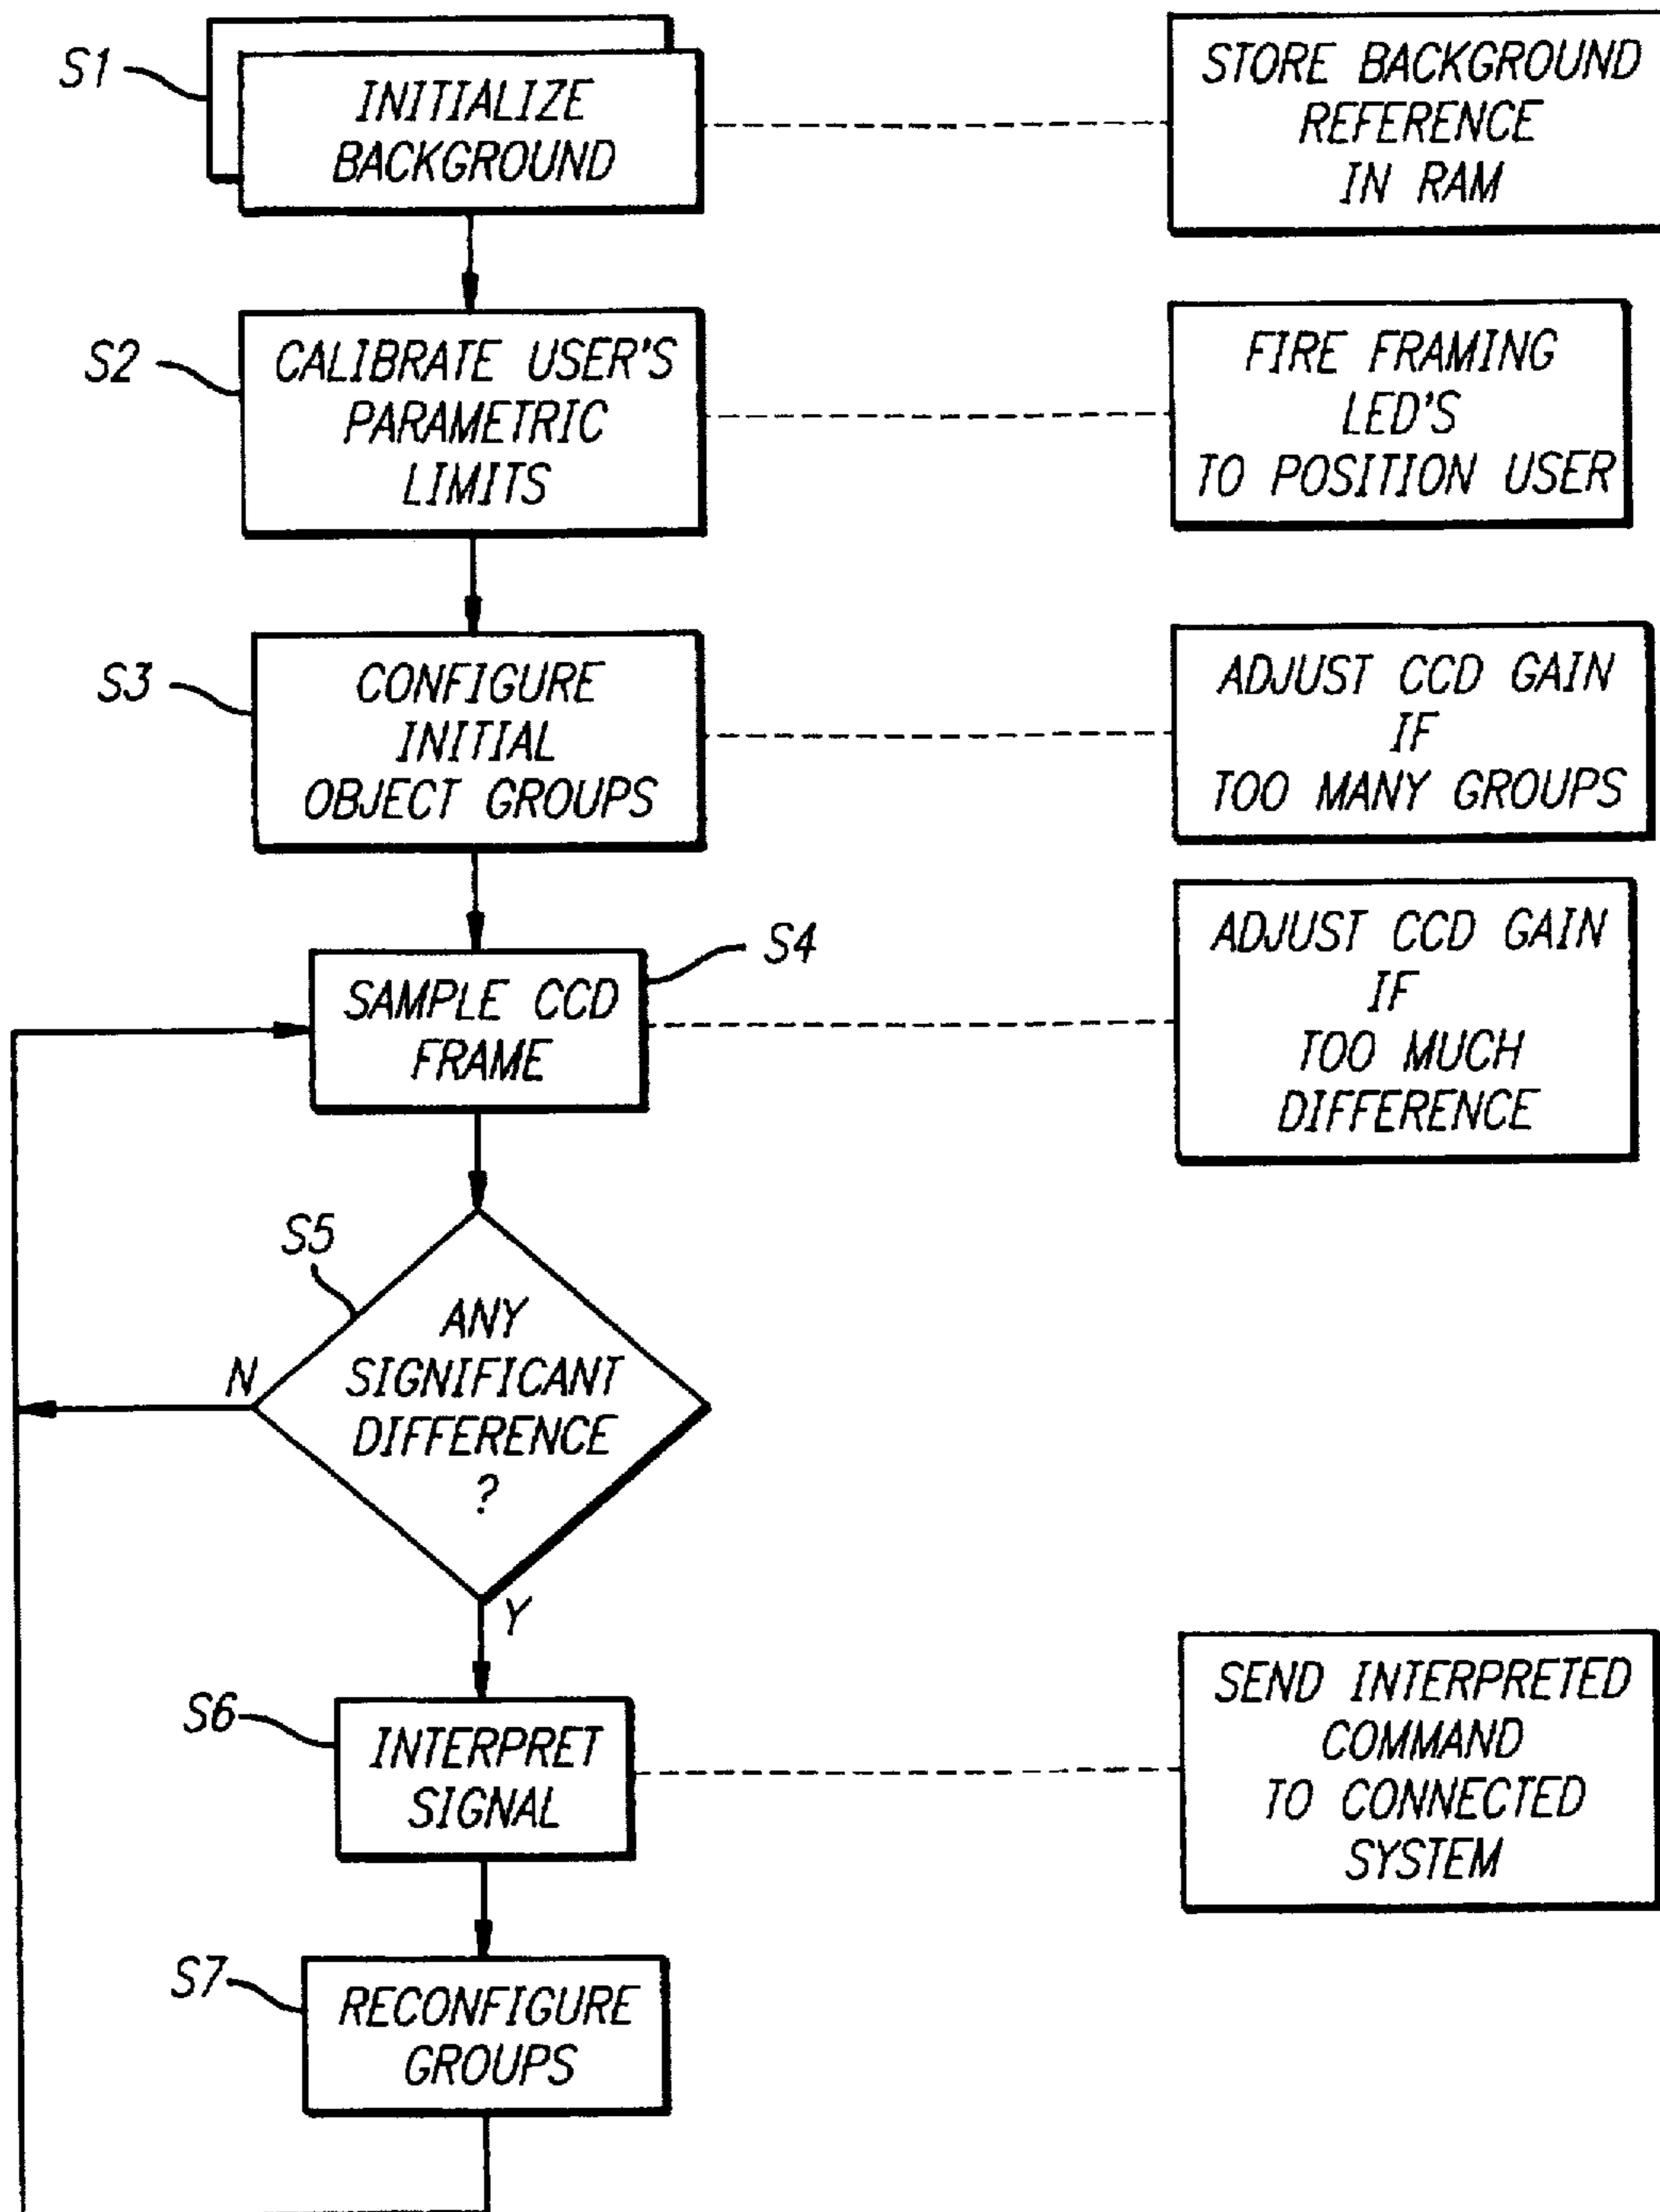 S1
INITIALIZE
BACKGROUND
STORE BACKGROUND
REFERENCE
IN RAM
S2
CALIBRATE USER'S
PARAMETRIC
LIMITS
FIRE FRAMING
LED'S
TO POSITION USER
S3
CONFIGURE
INITIAL
OBJECT GROUPS
ADJUST CCD GAIN
IF
TOO MANY GROUPS
S4
SAMPLE CCD
FRAME
ADJUST CCD GAIN
IF
TOO MUCH
DIFFERENCE
S5
ANY
SIGNIFICANT
DIFFERENCE
?
N
Y
S6
INTERPRET
SIGNAL
SEND INTERPRETED
COMMAND
TO CONNECTED
SYSTEM
S7
RECONFIGURE
GROUPS